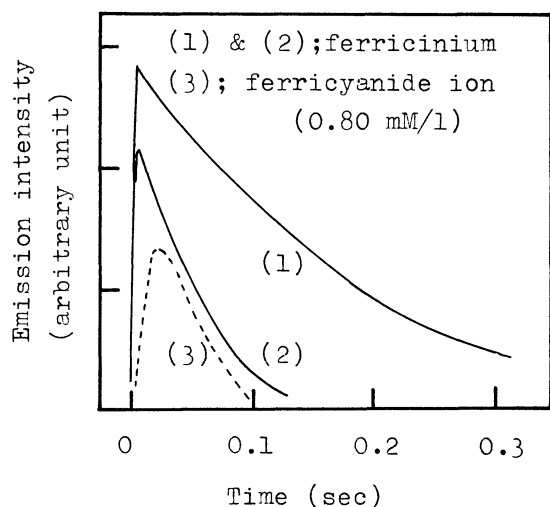 (1) & (2);ferricinium
(3); ferricyanide ion
(0.80 mM/l)
Emission intensity
(arbitrary unit)
(1)
(3)
(2)
0 0.1 0.2 0.3
Time (sec)